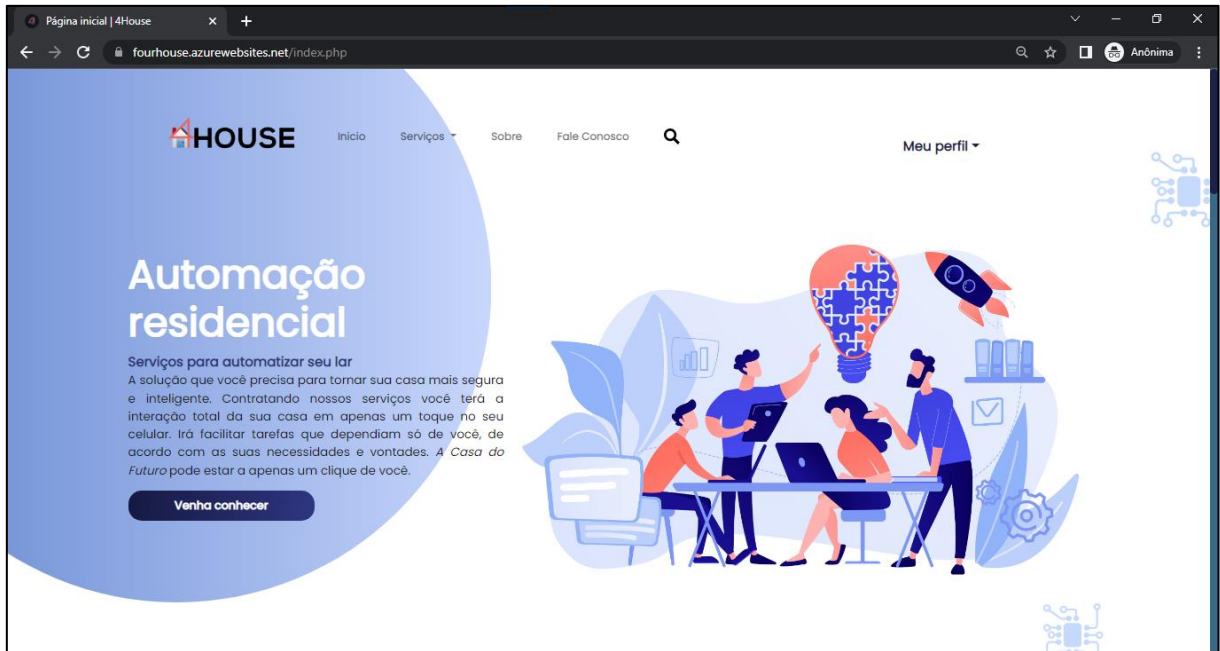 Página inicial | 4House
fourhouse.azurewebsites.net/index.php
Anônima
4HOUSE
Inicio Serviços Sobre Fale Conosco
Meu perfil
Automação
residencial
Serviços para automatizar seu lar
A solução que você precisa para tornar sua casa mais segura
e inteligente. Contratando nossos serviços você terá a
interação total da sua casa em apenas um toque no seu
celular. Irá facilitar tarefas que dependiam só de você, de
acordo com as suas necessidades e vontades. A Casa do
Futuro pode estar a apenas um clique de você.
Venha conhecer